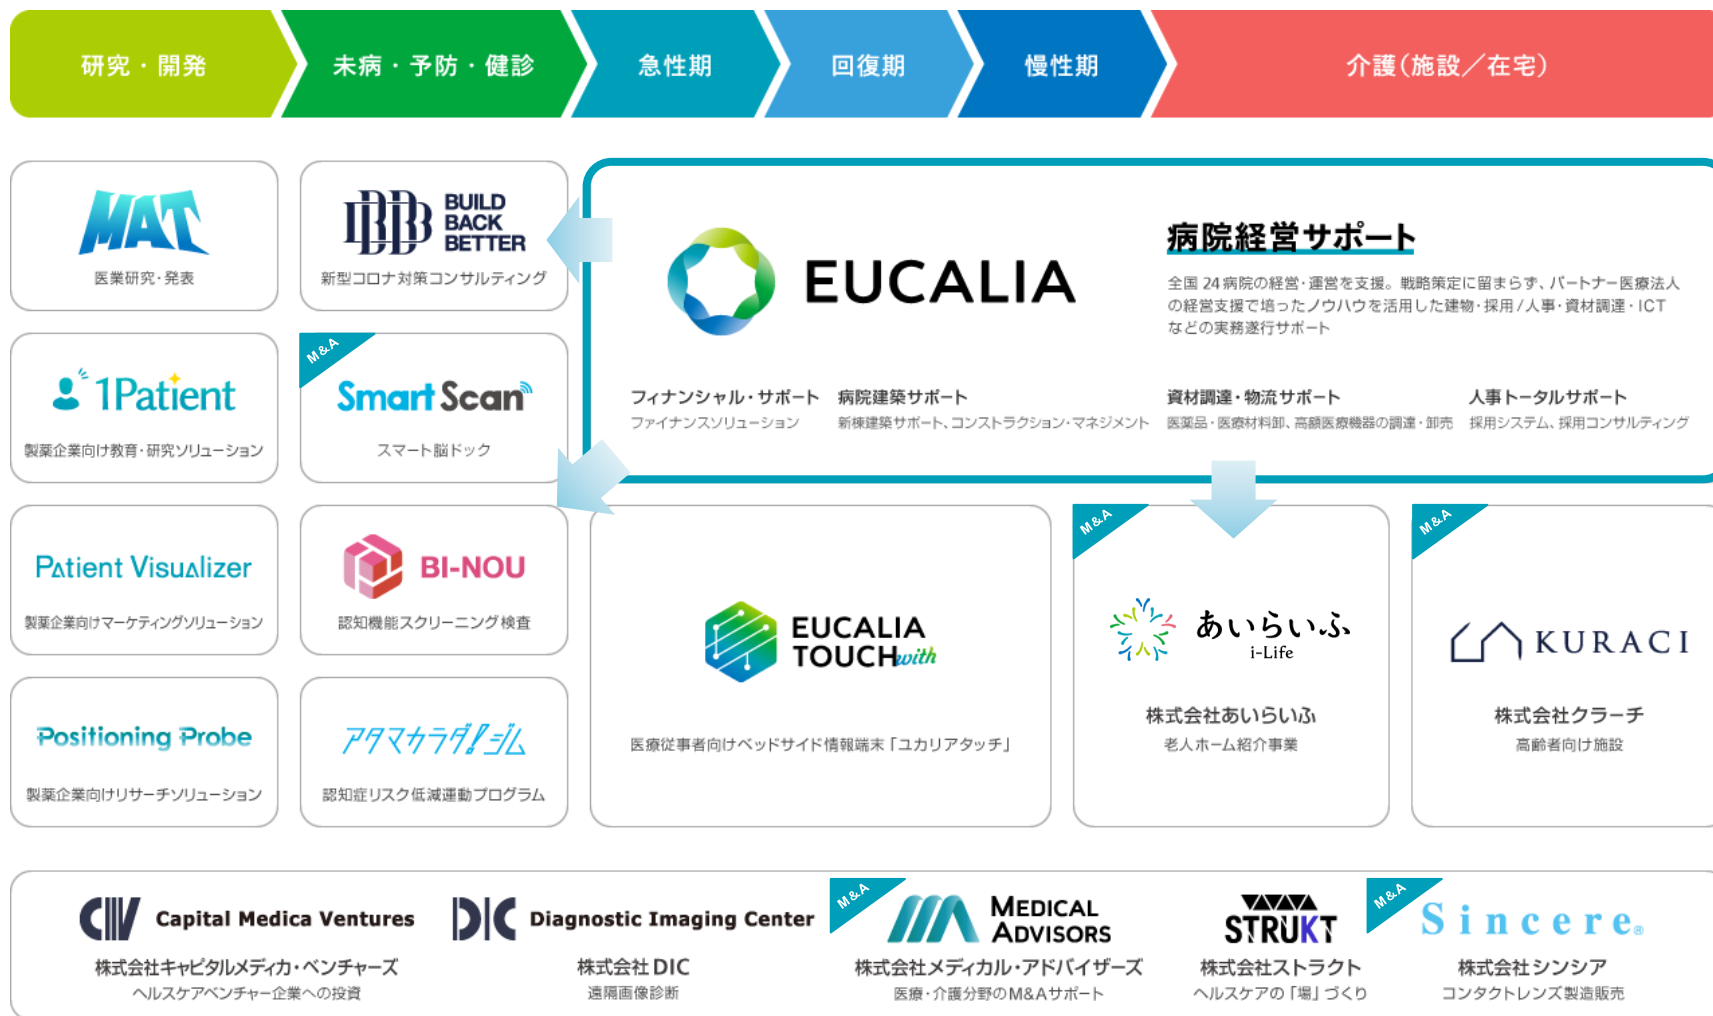 研究・開発
未病・予防・健診
急性期
回復期
慢性期
介護(施設／在宅)
MAT
医業研究・発表
BBB
BUILD
BACK
BETTER
新型コロナ対策コンサルティング
EUCALIA
病院経営サポート
全国24病院の経営・運営を支援。戦略策定に留まらず、パートナー医療法人
の経営支援で培ったノウハウを活用した建物・採用/人事・資材調達・ICT
などの実務遂行サポート
フィナンシャル・サポート
ファイナンスソリューション
病院建築サポート
新棟建築サポート、コンストラクション・マネジメント
資材調達・物流サポート
医薬品・医療材料卸、高額医療機器の調達・卸売
人事トータルサポート
採用システム、採用コンサルティング
1Patient
製薬企業向け教育・研究ソリューション
M&A
Smart Scan
スマート脳ドック
Patient Visualizer
製薬企業向けマーケティングソリューション
BI-NOU
認知機能スクリーニング検査
Positioning Probe
製薬企業向けリサーチソリューション
アタマカラダ!ジム
認知症リスク低減運動プログラム
EUCALIA
TOUCH with
医療従事者向けベッドサイド情報端末「ユカリアタッチ」
M&A
あいらいふ
i-Life
株式会社あいらいふ
老人ホーム紹介事業
M&A
KURACI
株式会社クラーチ
高齢者向け施設
CMV Capital Medica Ventures
株式会社キャピタルメディカ・ベンチャーズ
ヘルスケアベンチャー企業への投資
DIC Diagnostic Imaging Center
株式会社DIC
遠隔画像診断
M&A
MEDICAL
ADVISORS
株式会社メディカル・アドバイザーズ
医療・介護分野のM&Aサポート
STRUKT
株式会社ストラクト
ヘルスケアの「場」づくり
M&A
Sincere®
株式会社シンシア
コンタクトレンズ製造販売